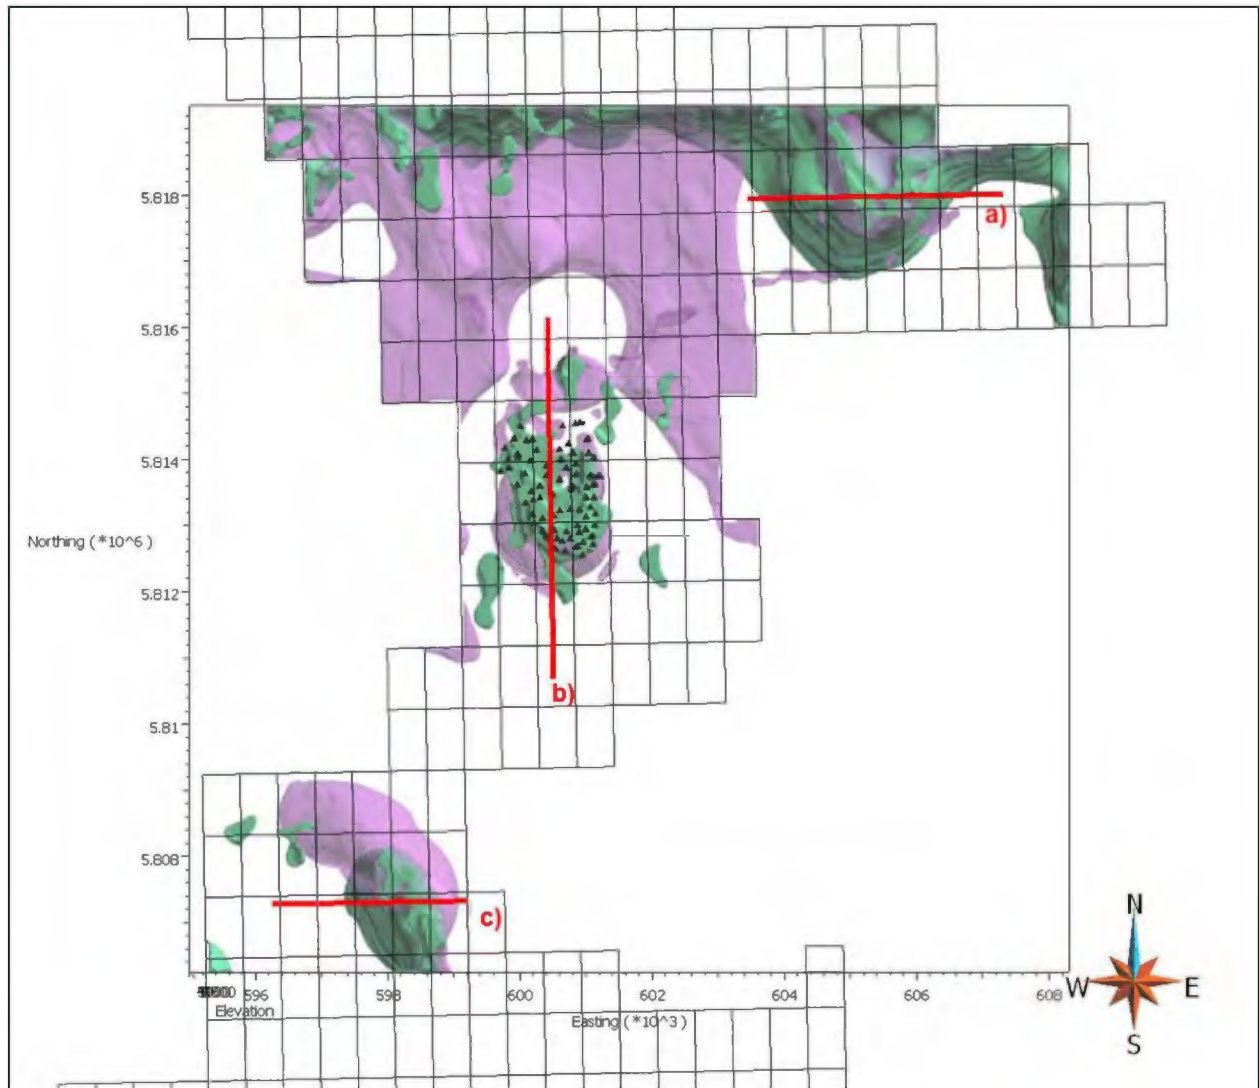 5.818
a)
5.816
5.814
Northing (*10^6)
5.812
b)
5.81
5.808
c)
N
W E
S
596 598 600 602 604 606 608
Elevation
Easting (*10^3)